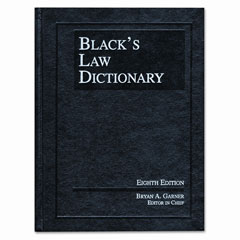 BLACK'S
LAW
DICTIONARY
EIGHTH EDITION
BRYAN A. GARNER
EDITOR IN CHIEF